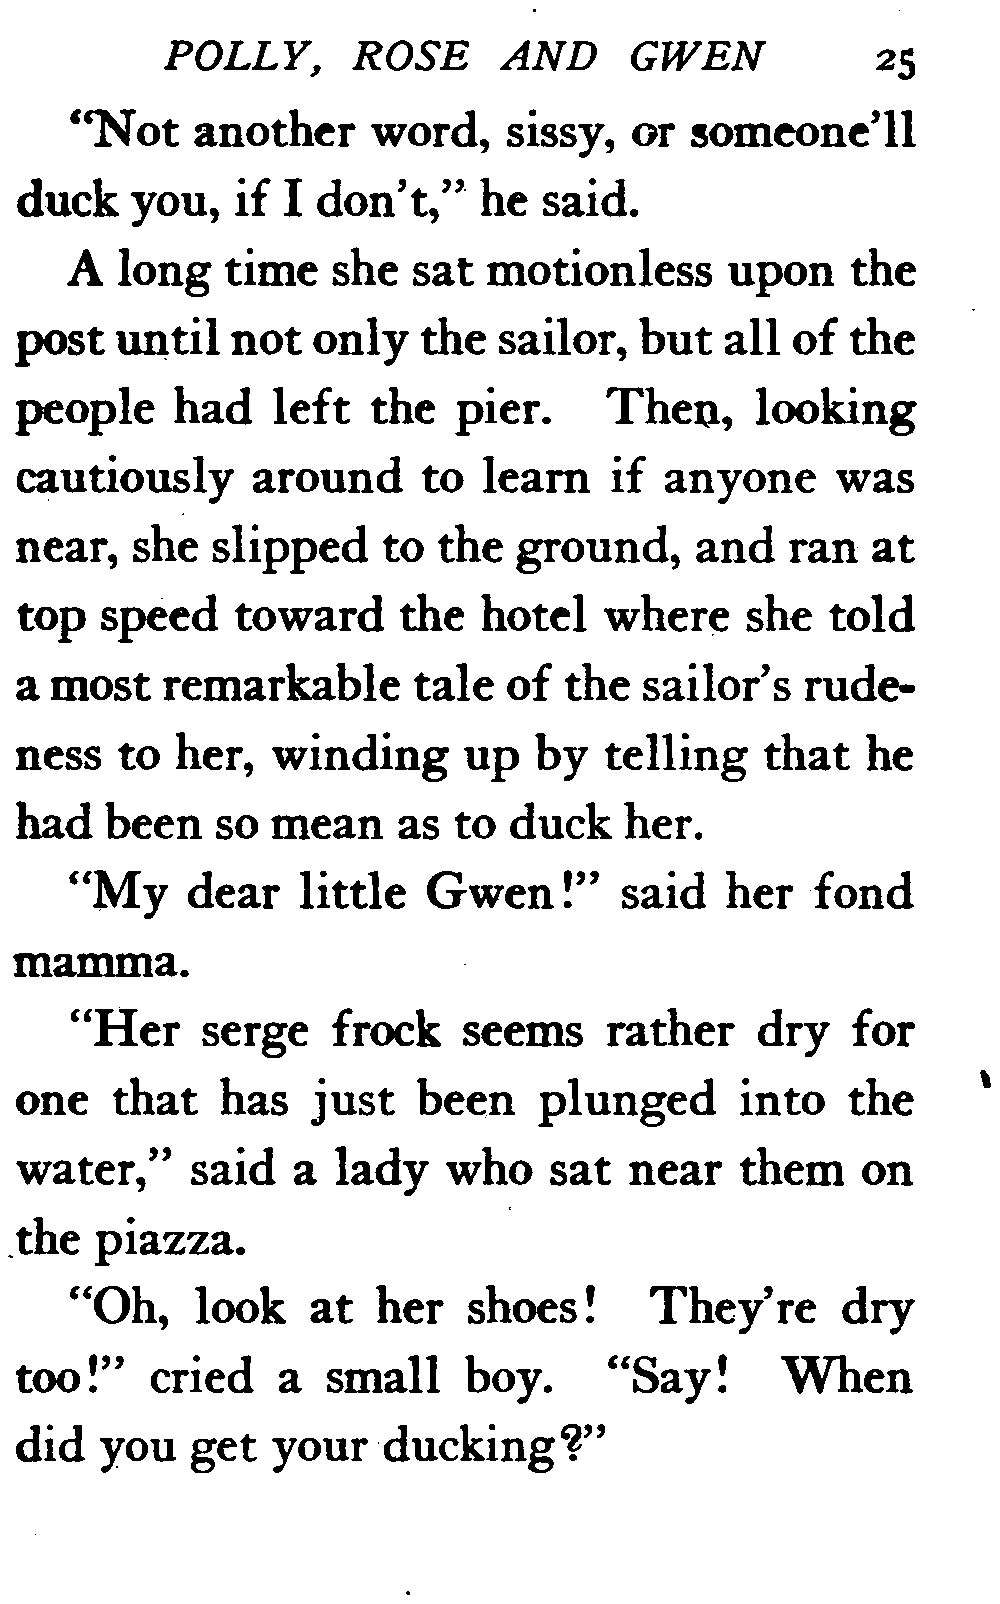 POLLY, ROSE AND GWEN 25
"Not another word, sissy, or someone'll
duck you, if I don't," he said.
A long time she sat motionless upon the
post until not only the sailor, but all of the
people had left the pier. Then, looking
cautiously around to learn if anyone was
near, she slipped to the ground, and ran at
top speed toward the hotel where she told
a most remarkable tale of the sailor's rude-
ness to her, winding up by telling that he
had been so mean as to duck her.
"My dear little Gwen!" said her fond
mamma.
"Her serge frock seems rather dry for
one that has just been plunged into the
water," said a lady who sat near them on
the piazza.
"Oh, look at her shoes! They're dry
too!" cried a small boy. "Say! When
did you get your ducking?"